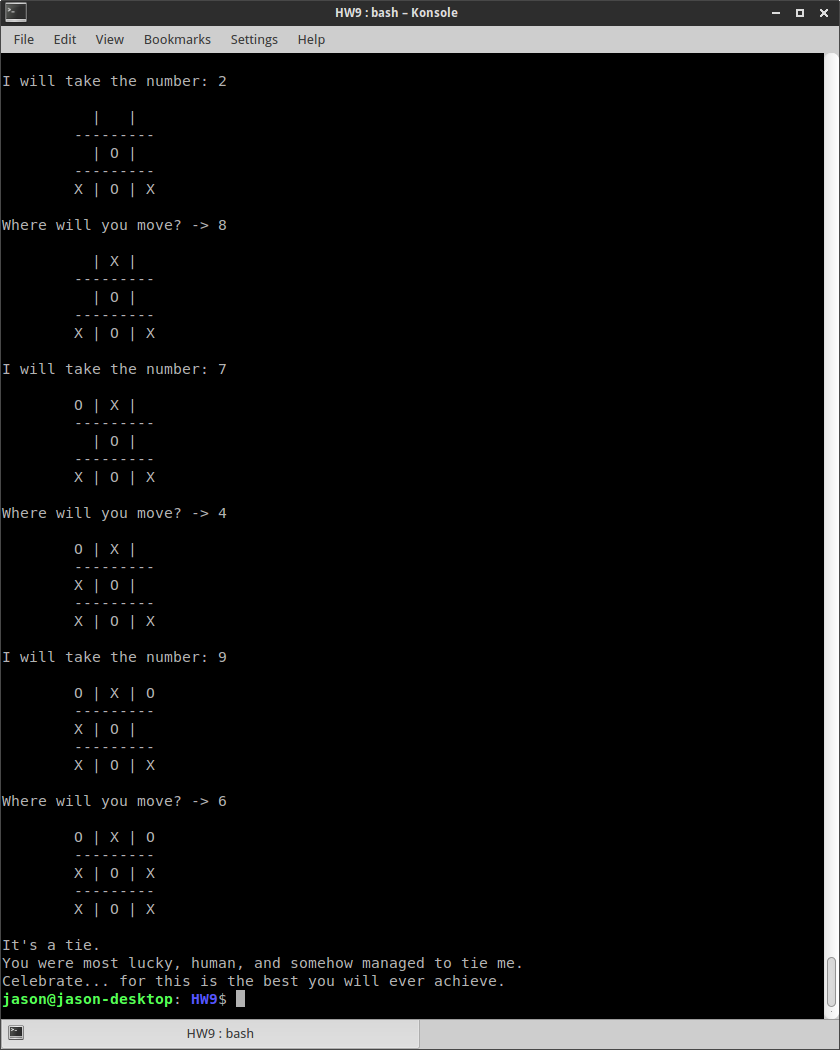 HW9 : bash – Konsole
File Edit View Bookmarks Settings Help
I will take the number: 2
  |   |
---------
  | O |
---------
X | O | X
Where will you move? -> 8
  | X |
---------
  | O |
---------
X | O | X
I will take the number: 7
O | X |
---------
  | O |
---------
X | O | X
Where will you move? -> 4
O | X |
---------
X | O |
---------
X | O | X
I will take the number: 9
O | X | O
---------
X | O |
---------
X | O | X
Where will you move? -> 6
O | X | O
---------
X | O | X
---------
X | O | X
It's a tie.
You were most lucky, human, and somehow managed to tie me.
Celebrate... for this is the best you will ever achieve.
jason@jason-desktop: HW9$
HW9 : bash